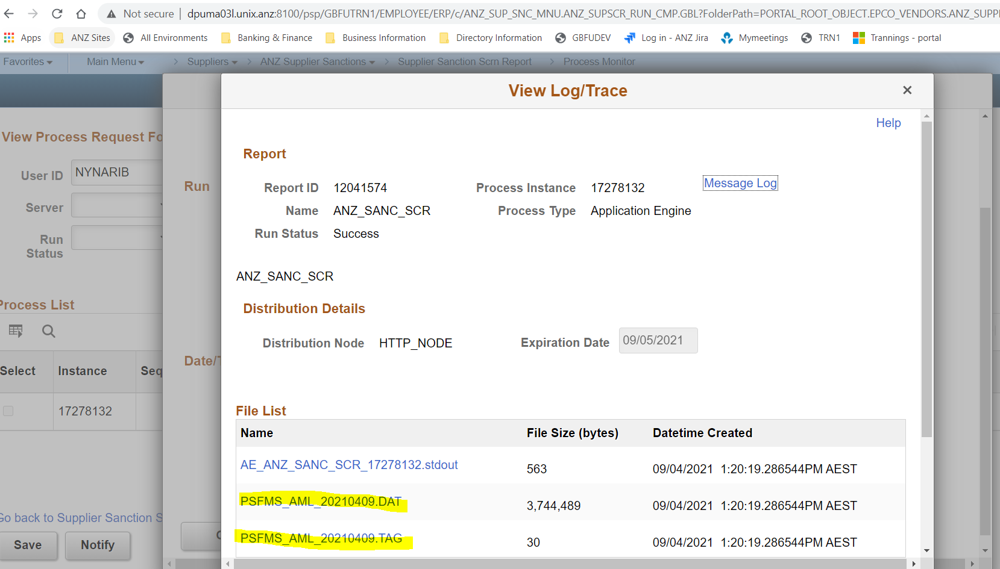 Not secure | dpuma03l.unix.anz:8100/psp/GBFUTRN1/EMPLOYEE/ERP/c/ANZ_SUP_SNC_MNU.ANZ_SUPSCR_RUN_CMP.GBL?FolderPath=PORTAL_ROOT_OBJECT.EPCO_VENDORS.ANZ_SUPP
Apps ANZ Sites All Environments Banking & Finance Business Information Directory Information GBFUDEV Log in - ANZ Jira Mymeetings TRN1 Trannings - portal
Favorites Main Menu > Suppliers > ANZ Supplier Sanctions > Supplier Sanction Scrn Report > Process Monitor
View Log/Trace ×
Help
View Process Request Fo
User ID NYNARIB
Server
Run
Status
Process List
Select Instance Seq
17278132
Go back to Supplier Sanction S
Save Notify
Run
Date/T
Report
Report ID 12041574 Process Instance 17278132 Message Log
Name ANZ_SANC_SCR Process Type Application Engine
Run Status Success
ANZ_SANC_SCR
Distribution Details
Distribution Node HTTP_NODE Expiration Date 09/05/2021
File List
Name File Size (bytes) Datetime Created
AE_ANZ_SANC_SCR_17278132.stdout 563 09/04/2021 1:20:19.286544PM AEST
PSFMS_AML_20210409.DAT 3,744,489 09/04/2021 1:20:19.286544PM AEST
PSFMS_AML_20210409.TAG 30 09/04/2021 1:20:19.286544PM AEST